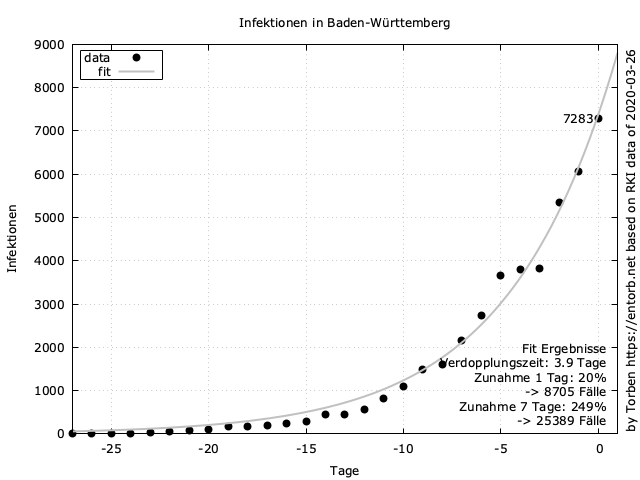 Infektionen in Baden-Württemberg
9000
8000
7000
6000
5000
4000
3000
2000
1000
0
Infektionen
data
fit
7283
Fit Ergebnisse
Verdopplungszeit: 3.9 Tage
Zunahme 1 Tag: 20%
-> 8705 Fälle
Zunahme 7 Tage: 249%
-> 25389 Fälle
-25 -20 -15 -10 -5 0
Tage
by Torben https://entorb.net based on RKI data of 2020-03-26